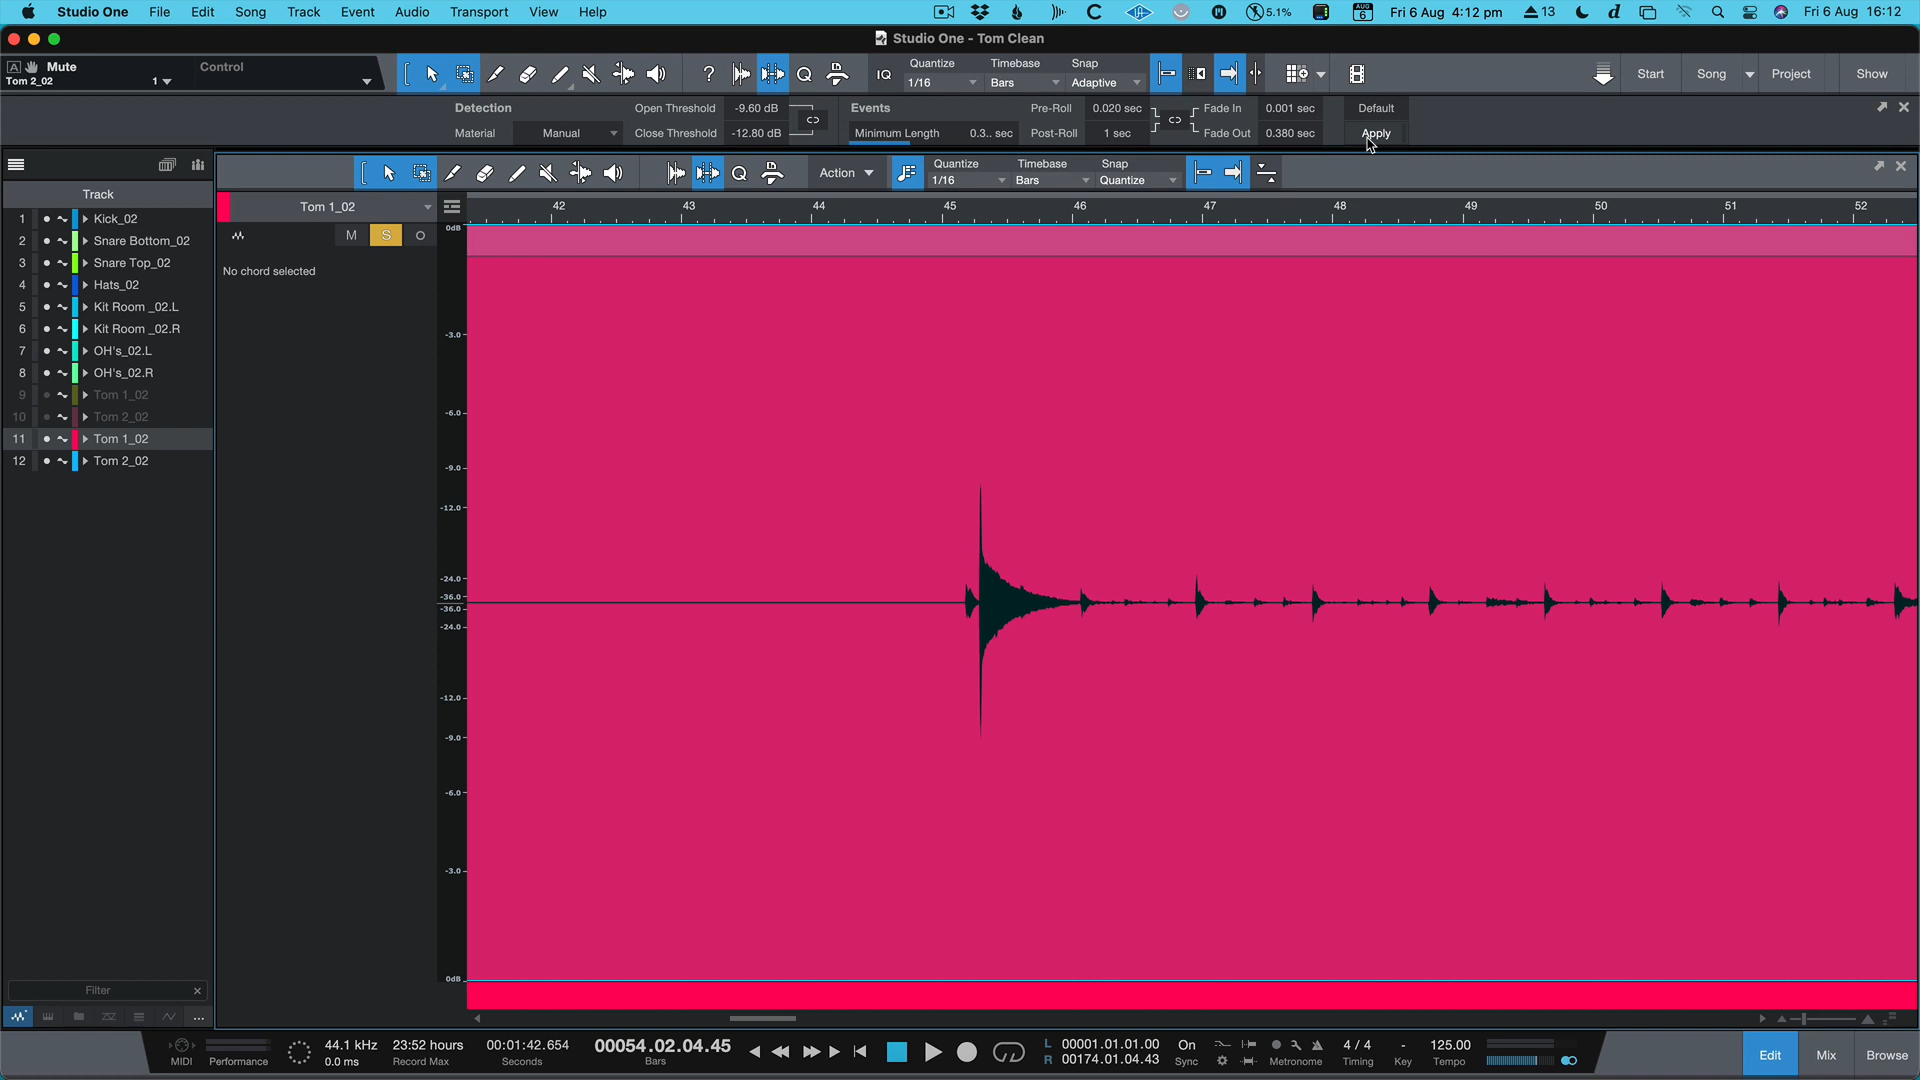 Studio One File Edit Song Track Event Audio Transport View Help
5.1% AUG 6 Fri 6 Aug 4:12 pm 13 Fri 6 Aug 16:12
Studio One - Tom Clean
A Mute Control
Tom 2_02 1
? IQ Quantize Timebase Snap
1/16 Bars Adaptive
Start Song Project Show
Detection Open Threshold -9.60 dB Events Pre-Roll 0.020 sec Fade In 0.001 sec Default
Material Manual Close Threshold -12.80 dB Minimum Length 0.3.. sec Post-Roll 1 sec Fade Out 0.380 sec Apply
Action Quantize Timebase Snap
1/16 Bars Quantize
Track
Tom 1_02 42 43 44 45 46 47 48 49 50 51 52
M S
No chord selected
1 Kick_02
2 Snare Bottom_02
3 Snare Top_02
4 Hats_02
5 Kit Room _02.L
6 Kit Room _02.R
7 OH's_02.L
8 OH's_02.R
9 Tom 1_02
10 Tom 2_02
11 Tom 1_02
12 Tom 2_02
0dB
-3.0
-6.0
-9.0
-12.0
-24.0
-36.0
-36.0
-24.0
-12.0
-9.0
-6.0
-3.0
0dB
Filter
MIDI Performance
44.1 kHz 23:52 hours 00:01:42.654 00054.02.04.45 L 00001.01.01.00 On 4 / 4 - 125.00
0.0 ms Record Max Seconds Bars R 00174.01.04.43 Sync Metronome Timing Key Tempo
Edit Mix Browse